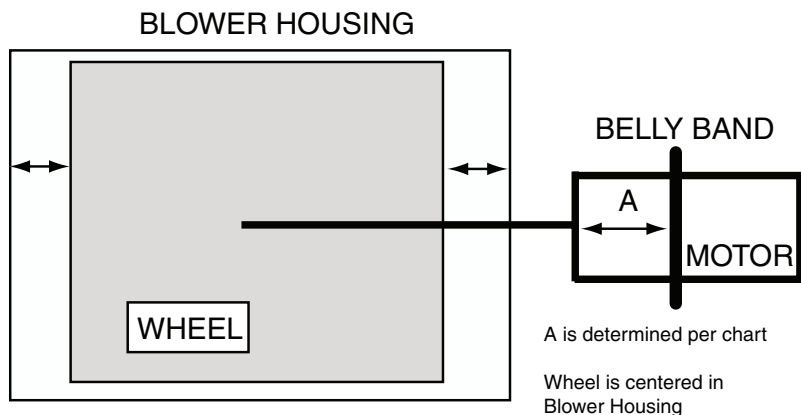 BLOWER HOUSING
BELLY BAND
A
MOTOR
WHEEL
A is determined per chart
Wheel is centered in
Blower Housing